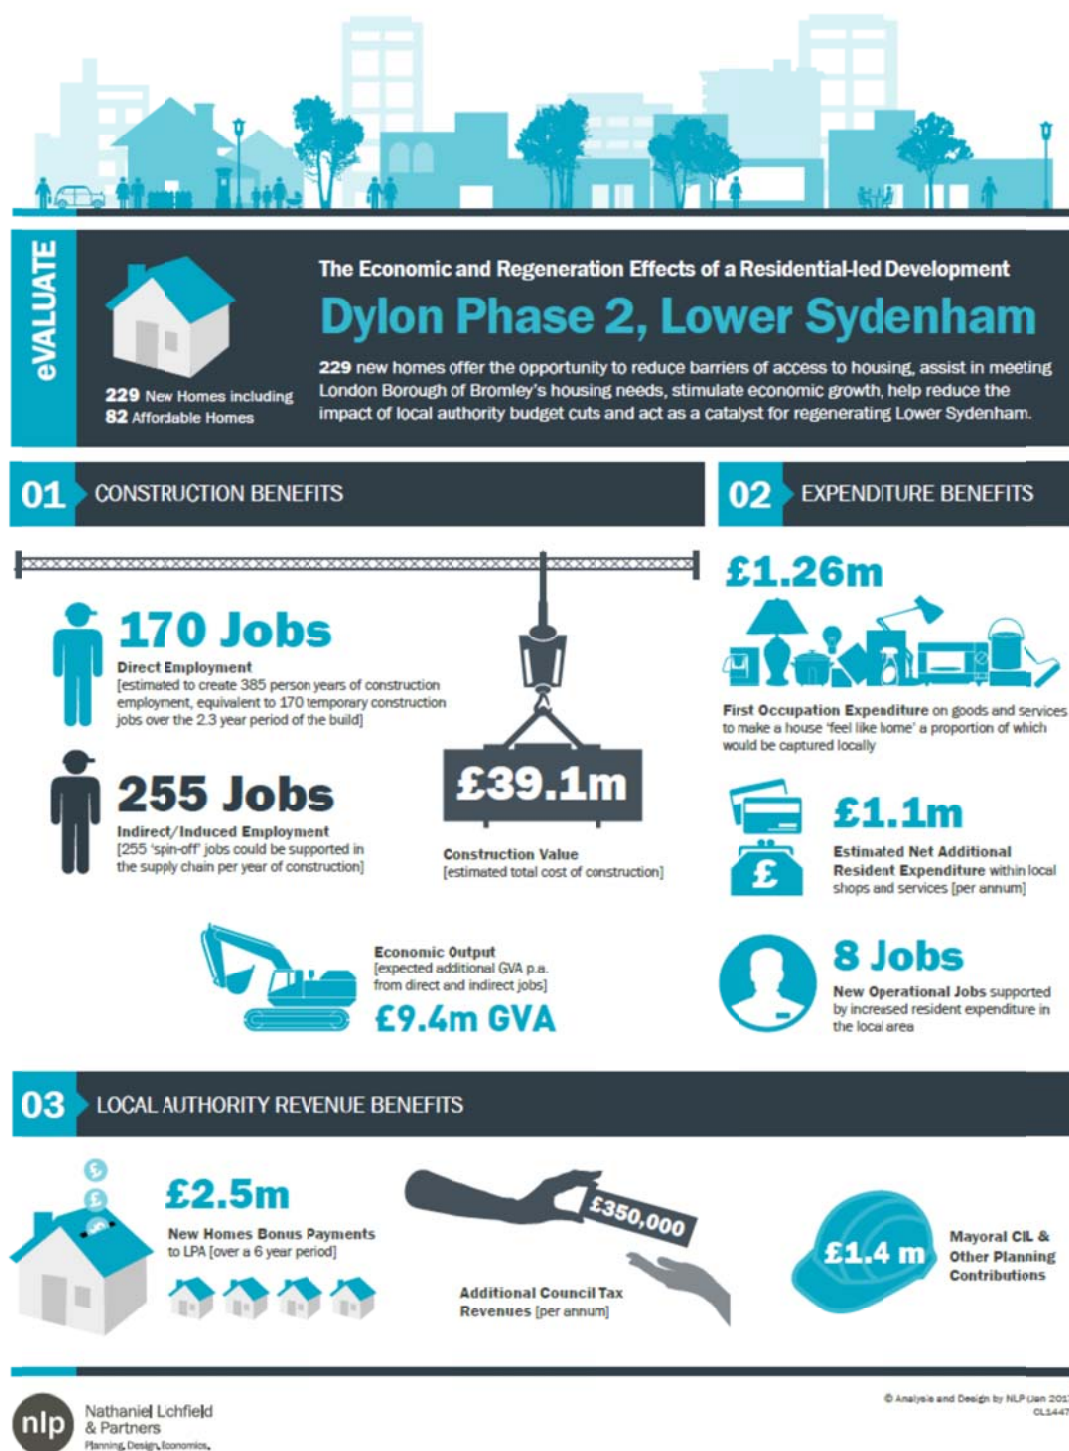 eVALUATE
229 New Homes including
82 Affordable Homes
The Economic and Regeneration Effects of a Residential-led Development
Dylon Phase 2, Lower Sydenham
229 new homes offer the opportunity to reduce barriers of access to housing, assist in meeting
London Borough of Bromley's housing needs, stimulate economic growth, help reduce the
impact of local authority budget cuts and act as a catalyst for regenerating Lower Sydenham.
01 CONSTRUCTION BENEFITS
170 Jobs
Direct Employment
[estimated to create 385 person years of construction
employment, equivalent to 170 temporary construction
jobs over the 2.3 year period of the build]
255 Jobs
Indirect/Induced Employment
[255 'spin-off' jobs could be supported in
the supply chain per year of construction]
£39.1m
Construction Value
[estimated total cost of construction]
Economic Output
[expected additional GVA p.a.
from direct and indirect jobs]
£9.4m GVA
02 EXPENDITURE BENEFITS
£1.26m
First Occupation Expenditure on goods and services
to make a house 'feel like home' a proportion of which
would be captured locally
£
£1.1m
Estimated Net Additional
Resident Expenditure within local
shops and services [per annum]
8 Jobs
New Operational Jobs supported
by increased resident expenditure in
the local area
03 LOCAL AUTHORITY REVENUE BENEFITS
£
£
£
£2.5m
New Homes Bonus Payments
to LPA [over a 6 year period]
£350,000
Additional Council Tax
Revenues [per annum]
£1.4 m
Mayoral CIL &
Other Planning
Contributions
nlp
Nathaniel Lichfield
& Partners
Planning, Design, Economics.
© Analysis and Design by NLP (Jan 201
CL1447